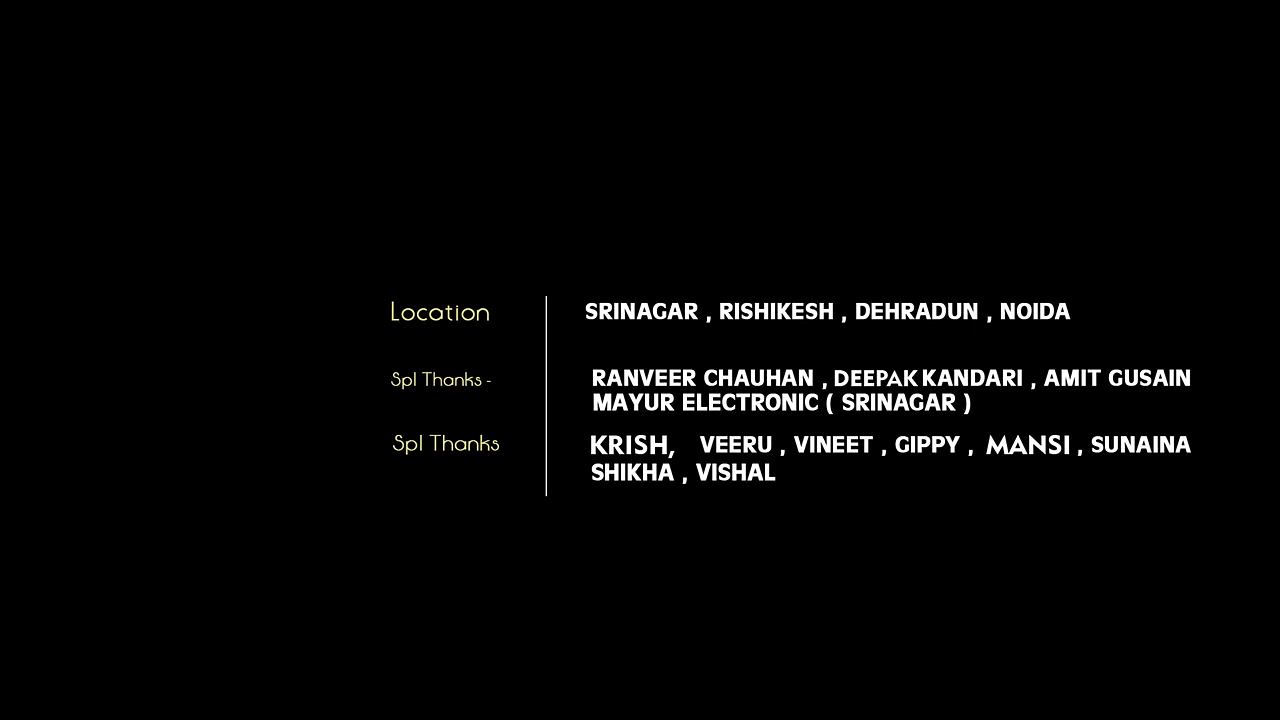 Location SRINAGAR , RISHIKESH , DEHRADUN , NOIDA
Spl Thanks - RANVEER CHAUHAN , DEEPAK KANDARI , AMIT GUSAIN
MAYUR ELECTRONIC ( SRINAGAR )
Spl Thanks KRISH, VEERU , VINEET , GIPPY , MANSI , SUNAINA
SHIKHA , VISHAL